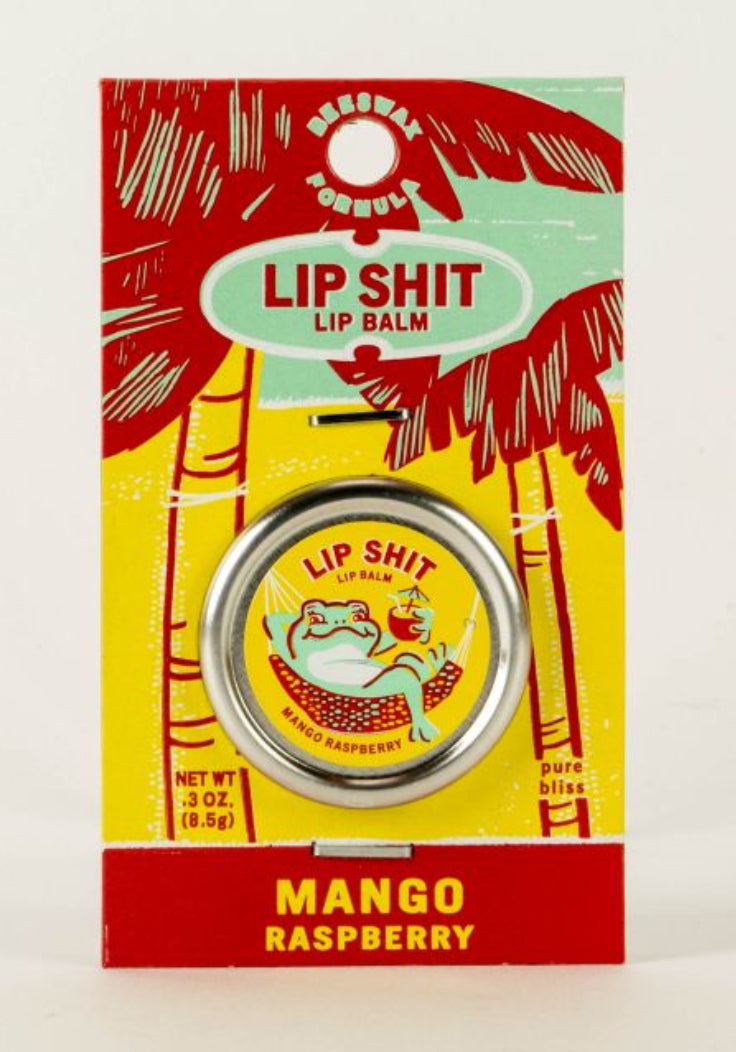 BEESWAX
FORMULA
LIP SHIT
LIP BALM
LIP SHIT
LIP BALM
MANGO RASPBERRY
NET WT
.3 OZ.
(8.5g)
pure
bliss
MANGO
RASPBERRY